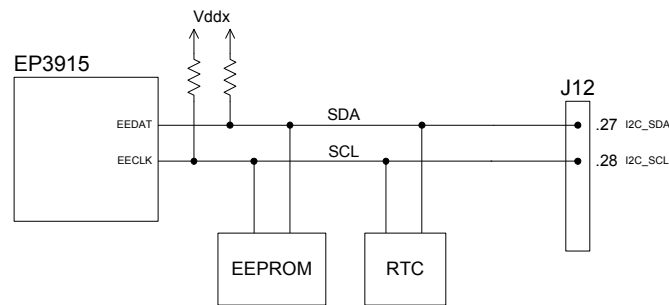 Vddx
EP3915
J12
EEDAT
SDA
.27 I2C_SDA
EECLK
SCL
.28 I2C_SCL
EEPROM
RTC